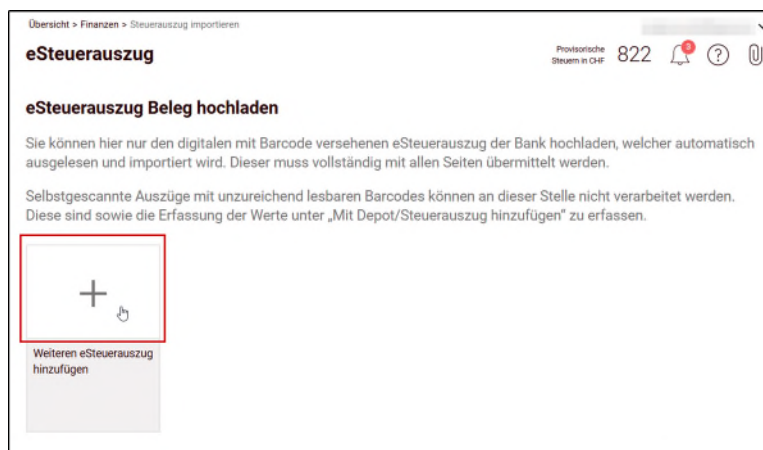 Übersicht > Finanzen > Steuerauszug importieren
eSteuerauszug
Provisorische
Steuern in CHF
822
3
?
eSteuerauszug Beleg hochladen
Sie können hier nur den digitalen mit Barcode versehenen eSteuerauszug der Bank hochladen, welcher automatisch
ausgelesen und importiert wird. Dieser muss vollständig mit allen Seiten übermittelt werden.
Selbstgescannte Auszüge mit unzureichend lesbaren Barcodes können an dieser Stelle nicht verarbeitet werden.
Diese sind sowie die Erfassung der Werte unter „Mit Depot/Steuerauszug hinzufügen“ zu erfassen.
Weiteren eSteuerauszug
hinzufügen